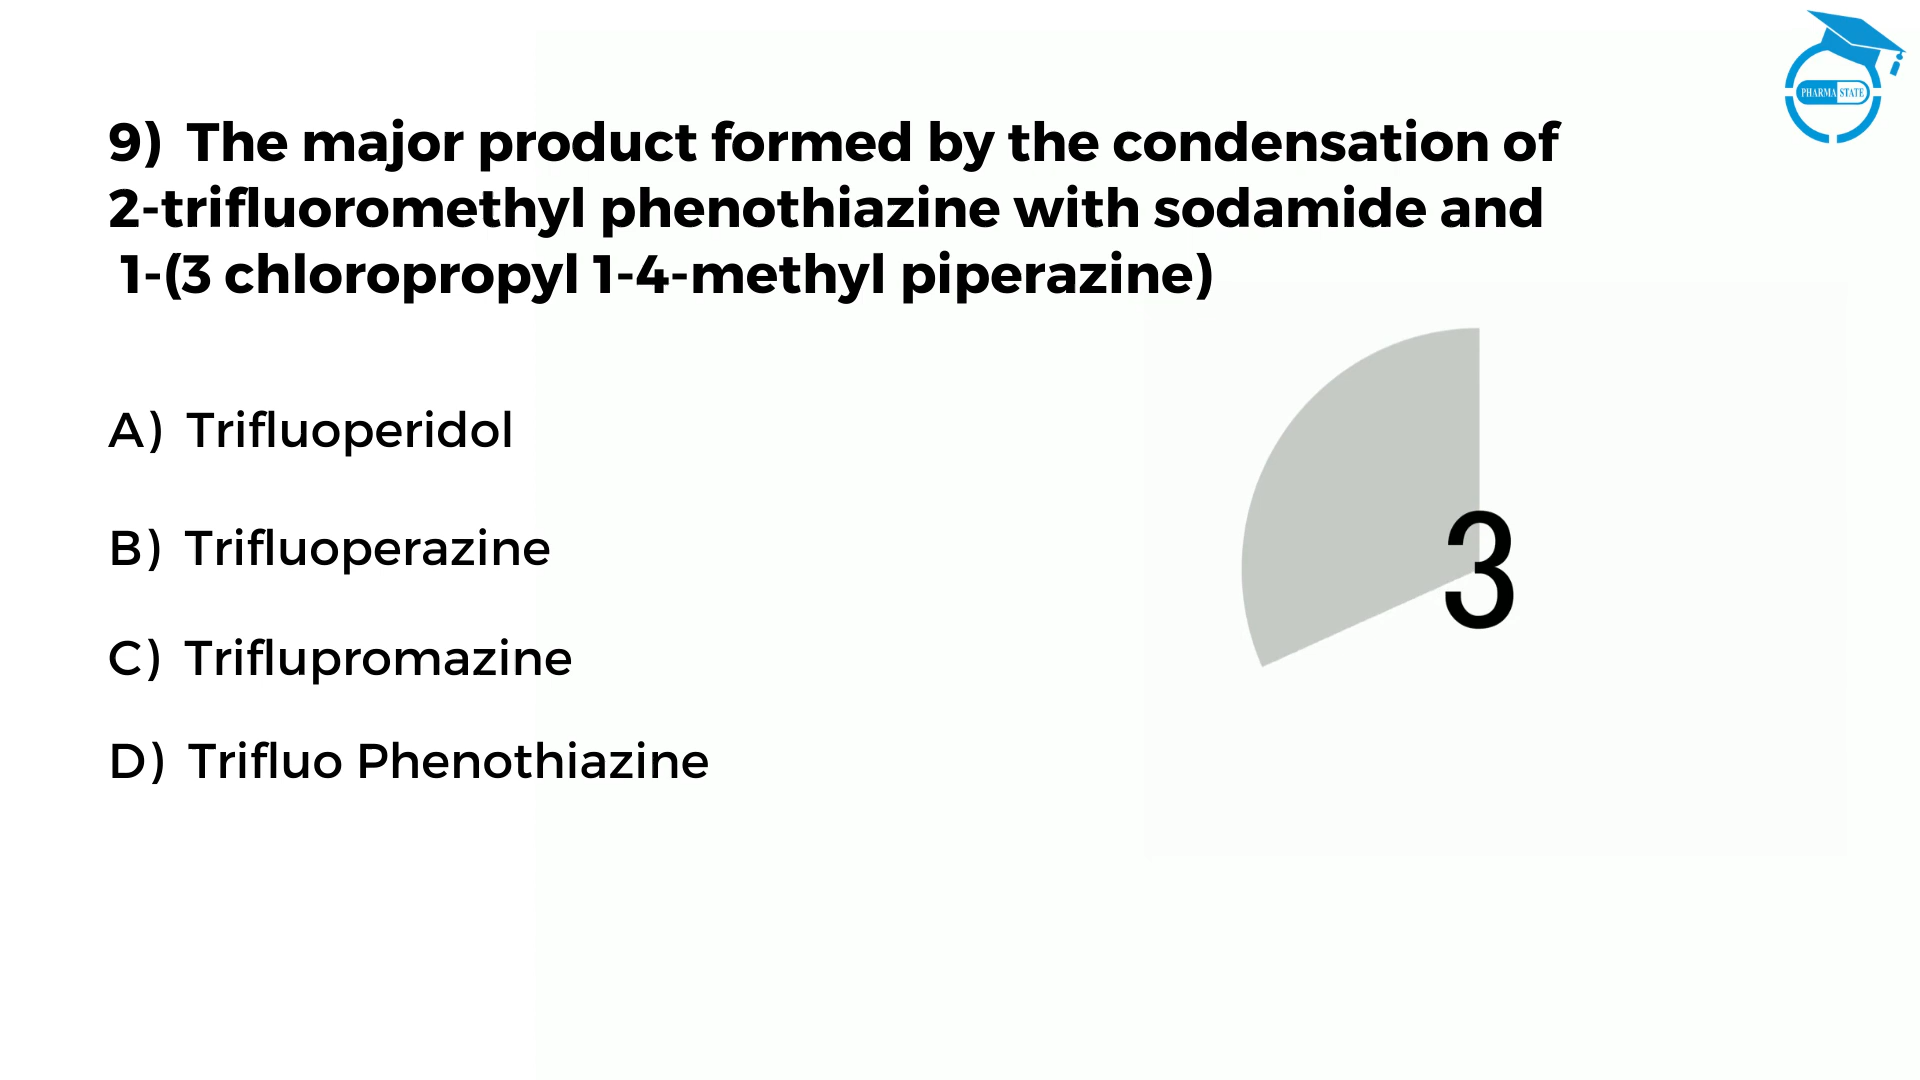 PHARMA STATE
9) The major product formed by the condensation of
2-trifluoromethyl phenothiazine with sodamide and
1-(3 chloropropyl 1-4-methyl piperazine)
A) Trifluoperidol
3
B) Trifluoperazine
C) Triflupromazine
D) Trifluo Phenothiazine